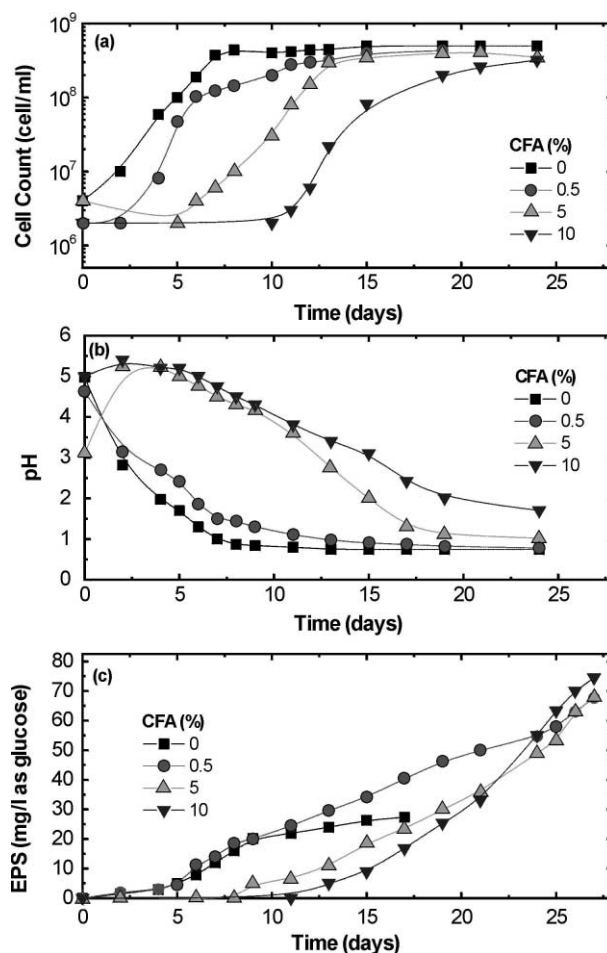 (a)
10⁹
10⁸
10⁷
10⁶
Cell Count (cell/ml)
CFA (%)
0
0.5
5
10
0 5 10 15 20 25
Time (days)
(b)
6
5
4
3
2
1
0
pH
CFA (%)
0
0.5
5
10
0 5 10 15 20 25
Time (days)
(c)
80
70
60
50
40
30
20
10
0
EPS (mg/l as glucose)
CFA (%)
0
0.5
5
10
0 5 10 15 20 25
Time (days)